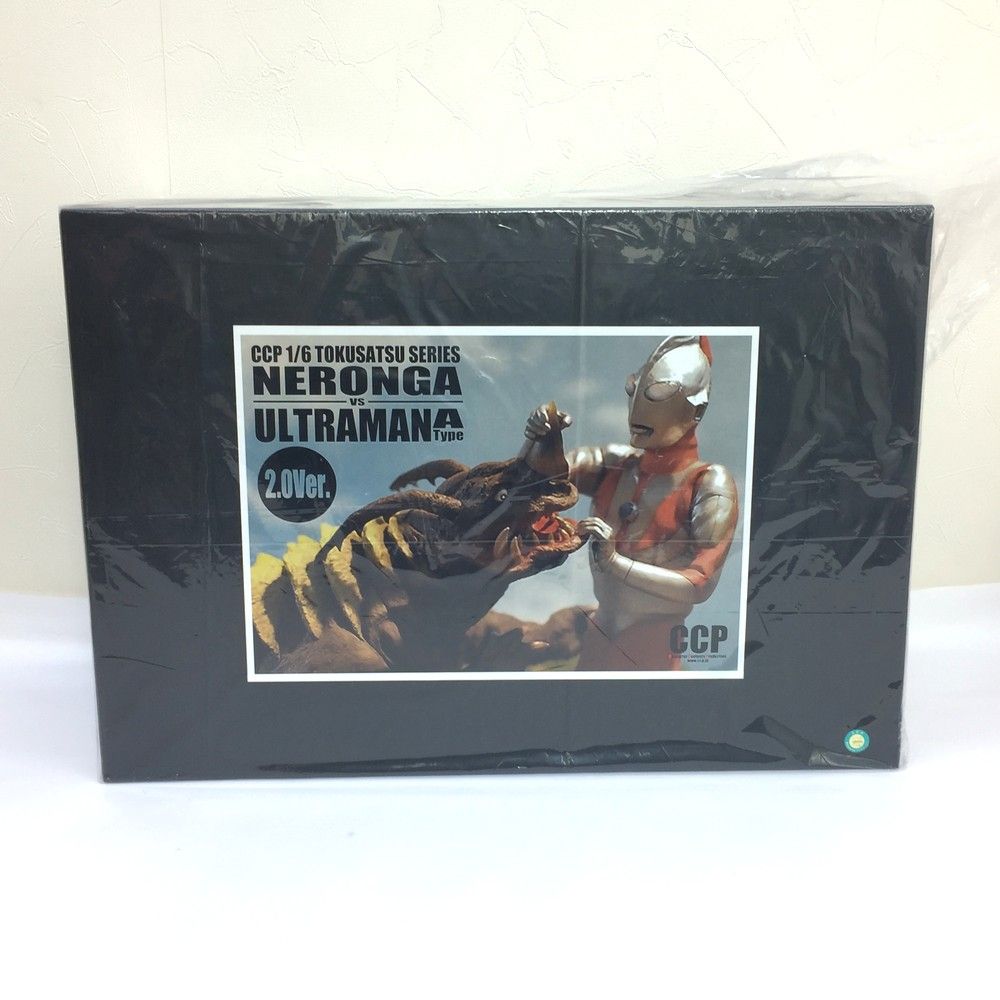 CCP 1/6 TOKUSATSU SERIES
NERONGA
VS
ULTRAMAN A Type
2.0Ver.
CCP